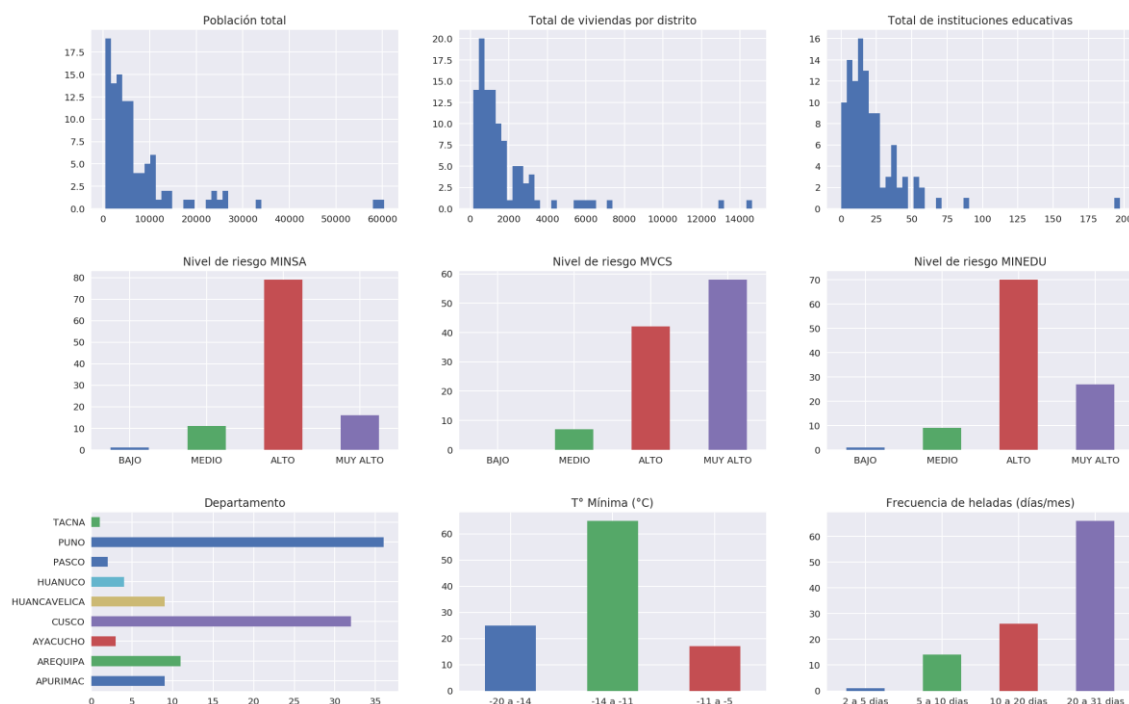 Población total
17.5
15.0
12.5
10.0
7.5
5.0
2.5
0.0
0 10000 20000 30000 40000 50000 60000
Total de viviendas por distrito
20.0
17.5
15.0
12.5
10.0
7.5
5.0
2.5
0.0
0 2000 4000 6000 8000 10000 12000 14000
Total de instituciones educativas
16
14
12
10
8
6
4
2
0
0 25 50 75 100 125 150 175
Nivel de riesgo MINSA
80
70
60
50
40
30
20
10
0
BAJO MEDIO ALTO MUY ALTO
Nivel de riesgo MVCS
60
50
40
30
20
10
0
BAJO MEDIO ALTO MUY ALTO
Nivel de riesgo MINEDU
70
60
50
40
30
20
10
0
BAJO MEDIO ALTO MUY ALTO
Departamento
TACNA
PUNO
PASCO
HUANUCO
HUANCAVELICA
CUSCO
AYACUCHO
AREQUIPA
APURIMAC
0 5 10 15 20 25 30 35
T° Mínima (°C)
60
50
40
30
20
10
0
-20 a -14 -14 a -11 -11 a -5
Frecuencia de heladas (días/mes)
60
50
40
30
20
10
0
2 a 5 dias 5 a 10 dias 10 a 20 dias 20 a 31 dias